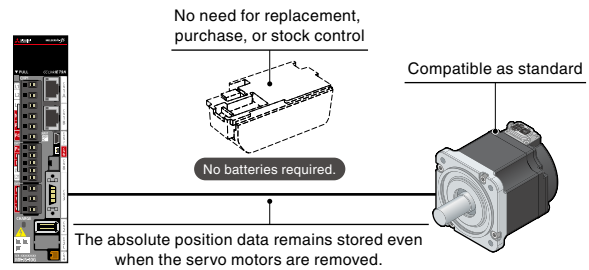 No need for replacement,
purchase, or stock control
Compatible as standard
No batteries required.
The absolute position data remains stored even
when the servo motors are removed.
CHARGE